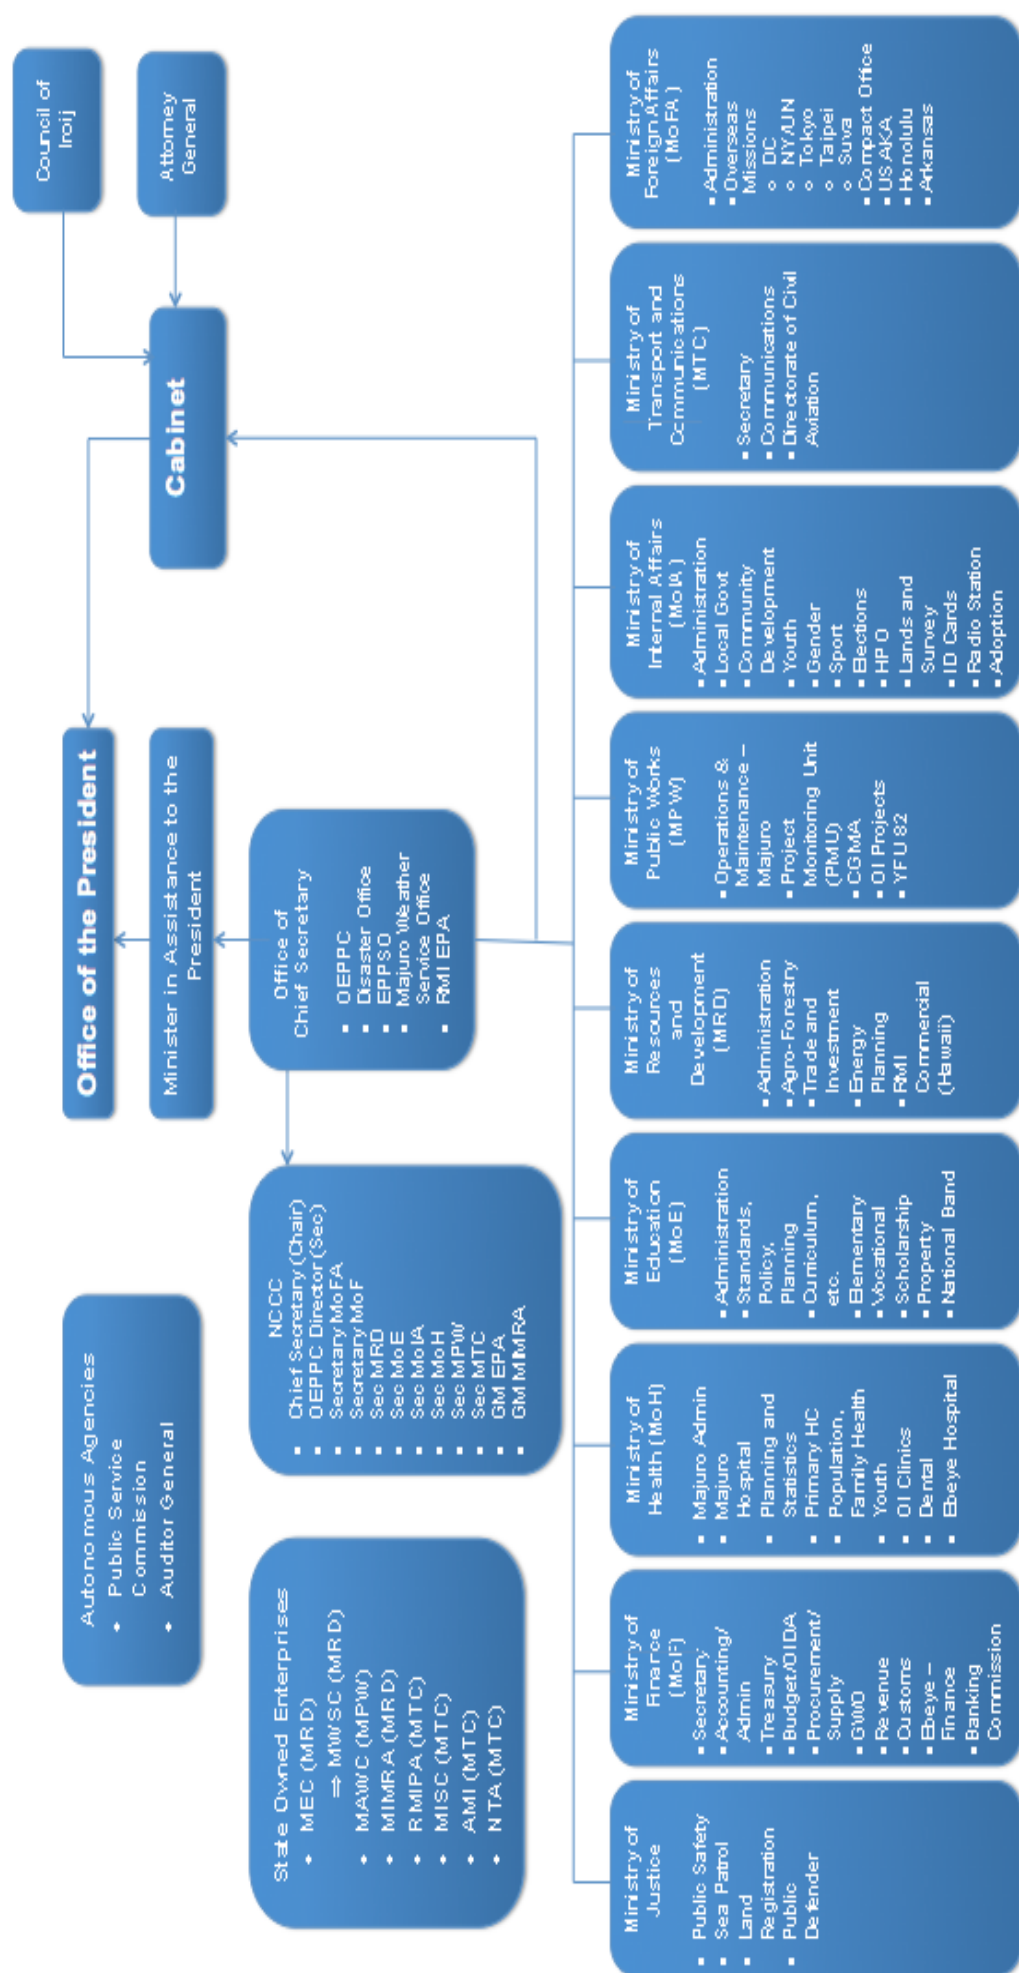 Council of
Iroij
Attorney
General
Cabinet
Office of the President
Minister in Assistance to the
President
Office of
Chief Secretary
▪ OEPPC
▪ Disaster Office
▪ EPPSO
▪ Majuro Weather
Service Office
▪ RMI EPA
Autonomous Agencies
• Public Service
Commission
• Auditor General
NCCC
▪ Chief Secretary (Chair)
▪ OEPPC Director (Sec)
▪ Secretary MoFA
▪ Secretary MoF
▪ Sec MRD
▪ Sec MoE
▪ Sec MoIA
▪ Sec MoH
▪ Sec MPW
▪ Sec MTC
▪ GM EPA
▪ GM MIMRA
State Owned Enterprises
• MEC (MRD)
⇒ MWSC (MRD)
• MAWC (MPW)
• MIMRA (MRD)
• RMIPA (MTC)
• MISC (MTC)
• AMI (MTC)
• NTA (MTC)
Ministry of
Justice
▪ Public Safety
▪ Sea Patrol
▪ Land
Registration
▪ Public
Defender
Ministry of
Finance
(MoIF)
▪ Secretary
▪ Accounting/
Admin
▪ Treasury
▪ Budget/OIDA
▪ Procurement/
Supply
▪ GWO
▪ Revenue
▪ Customs
▪ Ebeye –
Finance
▪ Banking
Commission
Ministry of
Health (MoH)
▪ Majuro Admin
▪ Majuro
Hospital
▪ Planning and
Statistics
▪ Primary HC
▪ Population,
Family Health
▪ Youth
▪ OI Clinics
▪ Dental
▪ Ebeye Hospital
Ministry of
Education
(MoE)
▪ Administration
▪ Standards,
Policy,
Planning
▪ Curriculum,
etc.
▪ Elementary
▪ Vocational
▪ Scholarship
▪ Property
▪ National Band
Ministry of
Resources
and
Development
(MRD)
▪ Administration
▪ Agro-Forestry
▪ Trade and
Investment
▪ Energy
Planning
▪ RMI
Commercial
(Hawaii)
Ministry of
Public Works
(MPW)
▪ Operations &
Maintenance –
Majuro
▪ Project
Monitoring Unit
(PMU)
▪ CGMA
▪ OI Projects
▪ YFU 82
Ministry of
Internal Affairs
(MoIA)
▪ Administration
▪ Local Govt
▪ Community
Development
▪ Youth
▪ Gender
▪ Sport
▪ Elections
▪ HPO
▪ Lands and
Survey
▪ ID Cards
▪ Radio Station
▪ Adoption
Ministry of
Transport and
Communications
(MTC)
▪ Secretary
▪ Communications
▪ Directorate of Civil
Aviation
Ministry of
Foreign Affairs
(MoFA)
▪ Administration
▪ Overseas
Missions
o DC
o NY/UN
o Tokyo
o Taipei
o Suva
▪ Compact Office
▪ USAKA
▪ Honolulu
▪ Arkansas